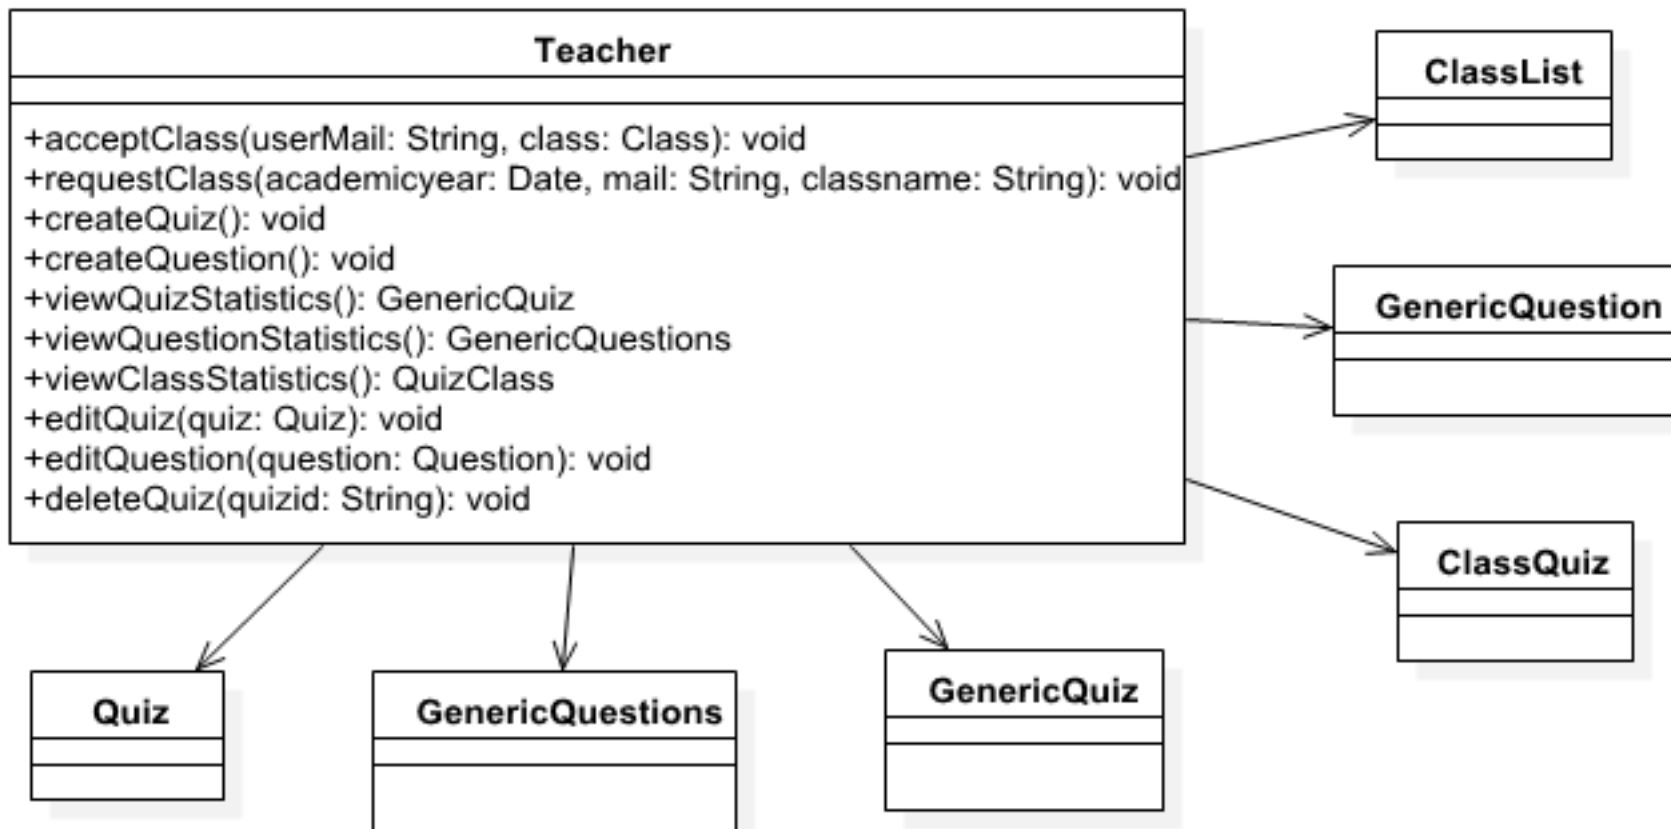 Teacher
+acceptClass(userMail: String, class: Class): void
+requestClass(academicyear: Date, mail: String, classname: String): void
+createQuiz(): void
+createQuestion(): void
+viewQuizStatistics(): GenericQuiz
+viewQuestionStatistics(): GenericQuestions
+viewClassStatistics(): QuizClass
+editQuiz(quiz: Quiz): void
+editQuestion(question: Question): void
+deleteQuiz(quizid: String): void
ClassList
GenericQuestion
ClassQuiz
Quiz
GenericQuestions
GenericQuiz